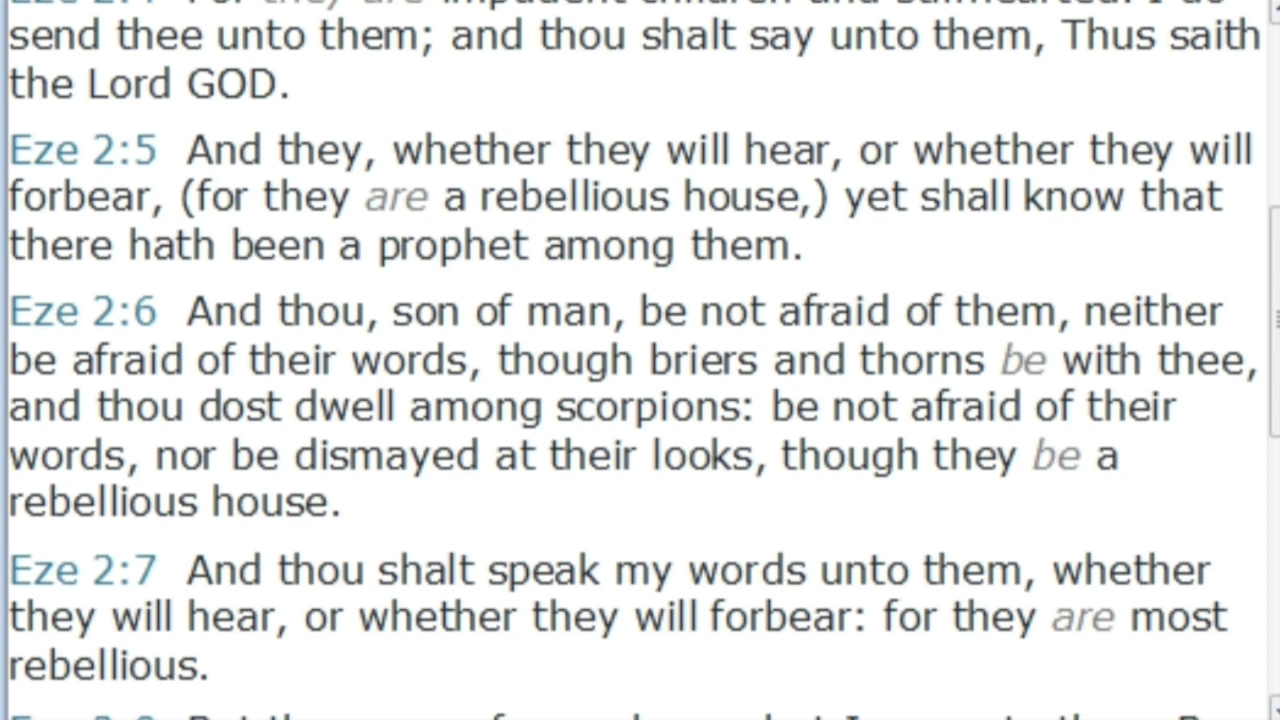 send thee unto them; and thou shalt say unto them, Thus saith
the Lord GOD.
Eze 2:5 And they, whether they will hear, or whether they will
forbear, (for they are a rebellious house,) yet shall know that
there hath been a prophet among them.
Eze 2:6 And thou, son of man, be not afraid of them, neither
be afraid of their words, though briers and thorns be with thee,
and thou dost dwell among scorpions: be not afraid of their
words, nor be dismayed at their looks, though they be a
rebellious house.
Eze 2:7 And thou shalt speak my words unto them, whether
they will hear, or whether they will forbear: for they are most
rebellious.